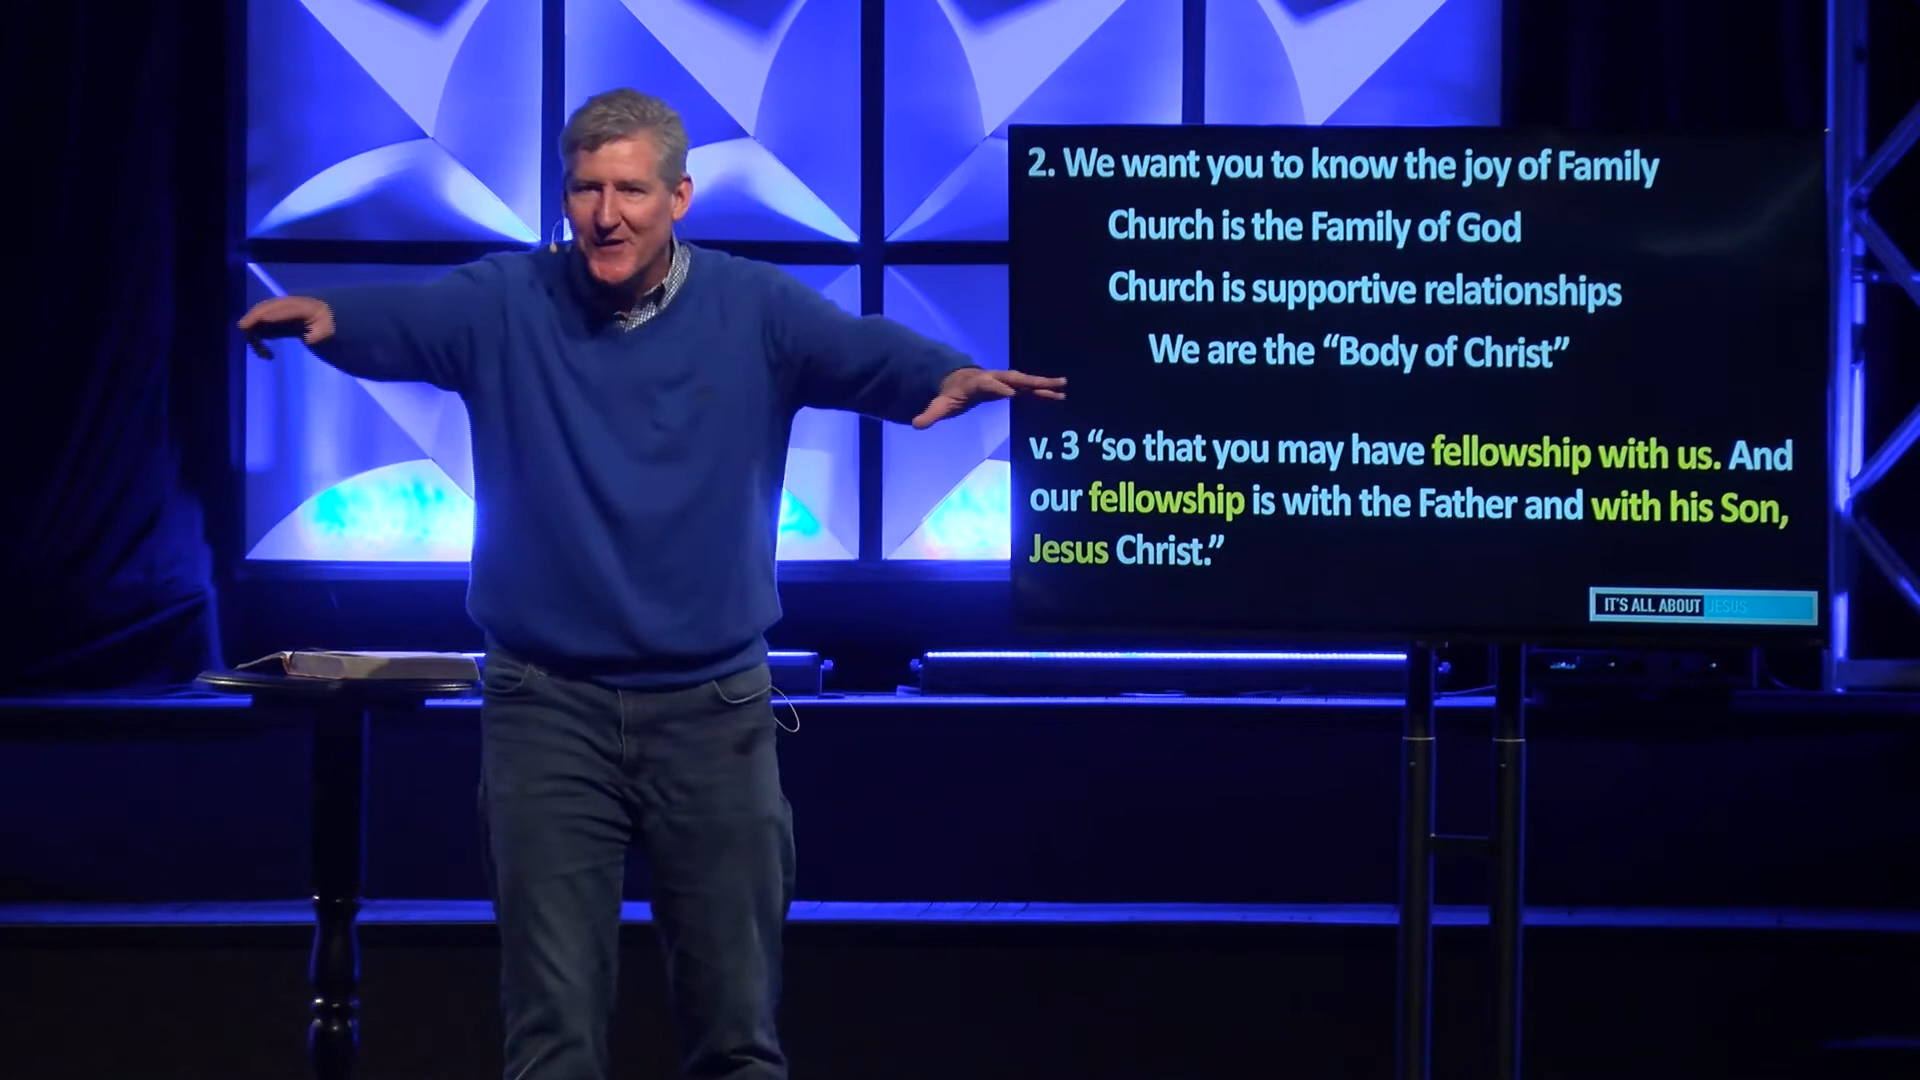 2. We want you to know the joy of Family
Church is the Family of God
Church is supportive relationships
We are the “Body of Christ”
v. 3 “so that you may have fellowship with us. And
our fellowship is with the Father and with his Son,
Jesus Christ.”
IT'S ALL ABOUT JESUS